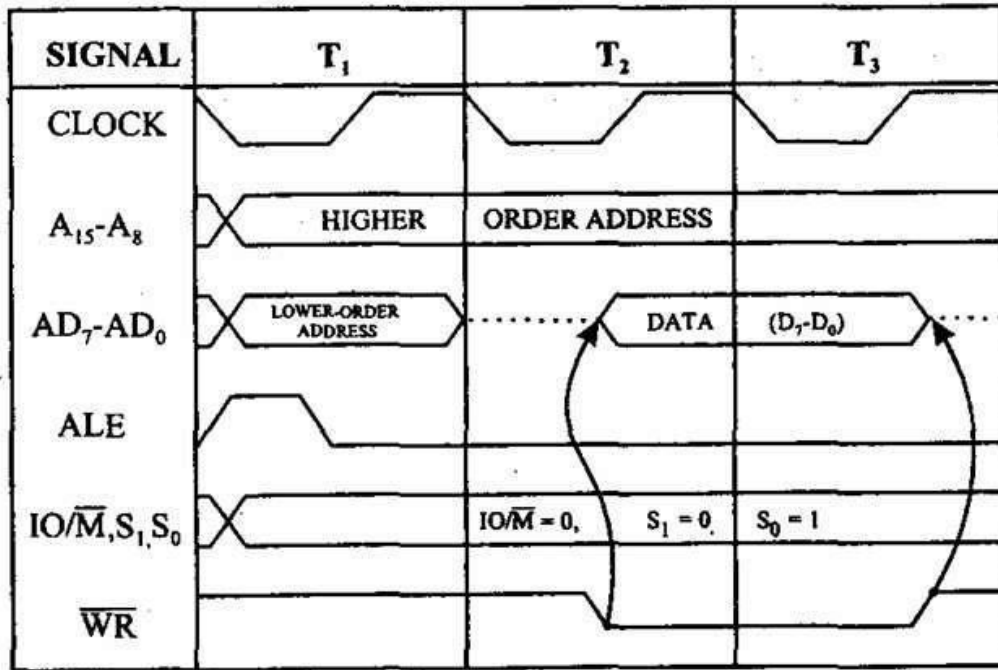 SIGNAL T₁ T₂ T₃
CLOCK
A₁₅-A₈ HIGHER ORDER ADDRESS
AD₇-AD₀ LOWER-ORDER ADDRESS DATA (D₇-D₀)
ALE
IO/M̅,S₁,S₀ IO/M̅ = 0, S₁ = 0, S₀ = 1
W̅R̅